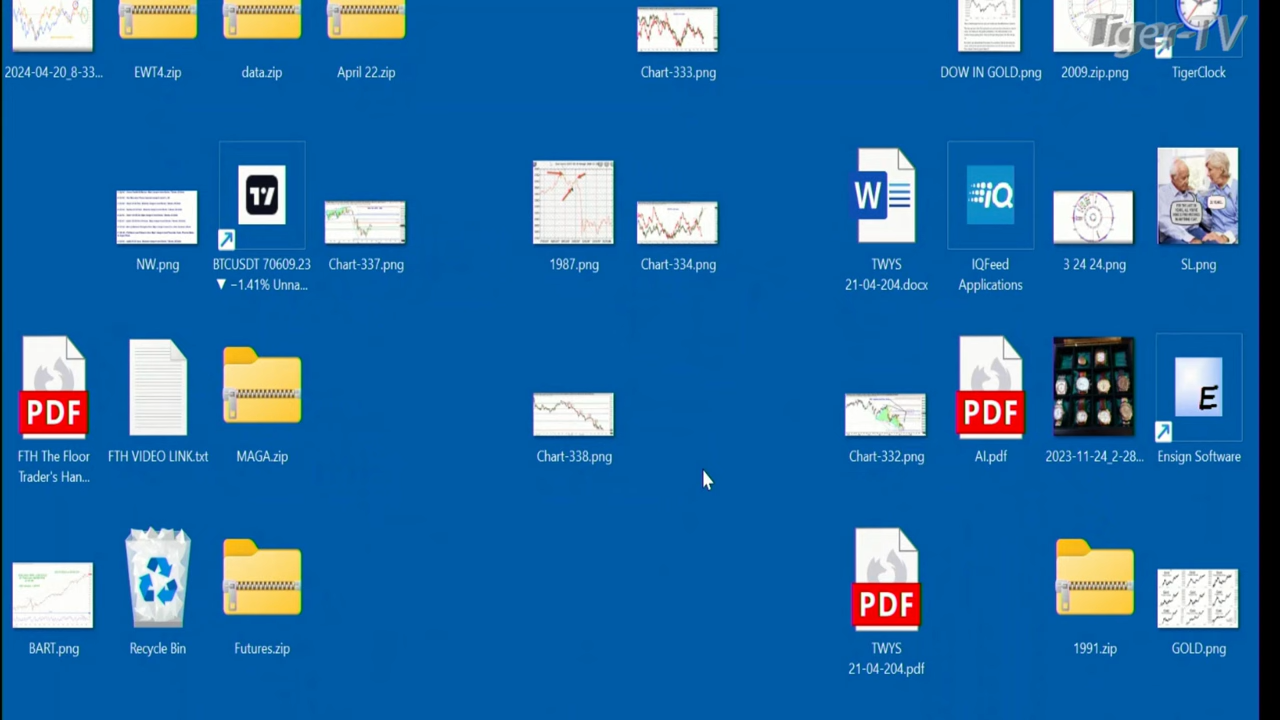 Tiger-TV
2024-04-20_8-33...
EWT4.zip
data.zip
April 22.zip
Chart-333.png
DOW IN GOLD.png
2009.zip.png
TigerClock
NW.png
BTCUSDT 70609.23
▼ −1.41% Unna...
Chart-337.png
1987.png
Chart-334.png
W
TWYS
21-04-204.docx
iQ
IQFeed
Applications
3 24 24.png
SL.png
PDF
FTH The Floor
Trader's Han...
FTH VIDEO LINK.txt
MAGA.zip
Chart-338.png
Chart-332.png
PDF
AI.pdf
2023-11-24_2-28...
E
Ensign Software
BART.png
Recycle Bin
Futures.zip
PDF
TWYS
21-04-204.pdf
1991.zip
GOLD.png